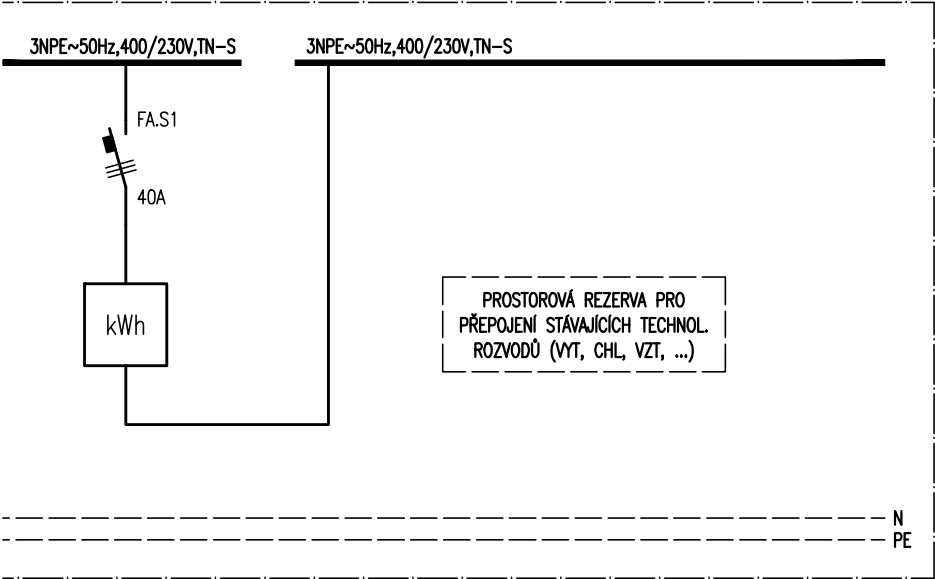 3NPE~50Hz,400/230V,TN-S
3NPE~50Hz,400/230V,TN-S
FA.S1
40A
kWh
PROSTOROVÁ REZERVA PRO
PŘEPOJENÍ STÁVAJÍCÍCH TECHNOL.
ROZVODŮ (VYT, CHL, VZT, ...)
N
PE